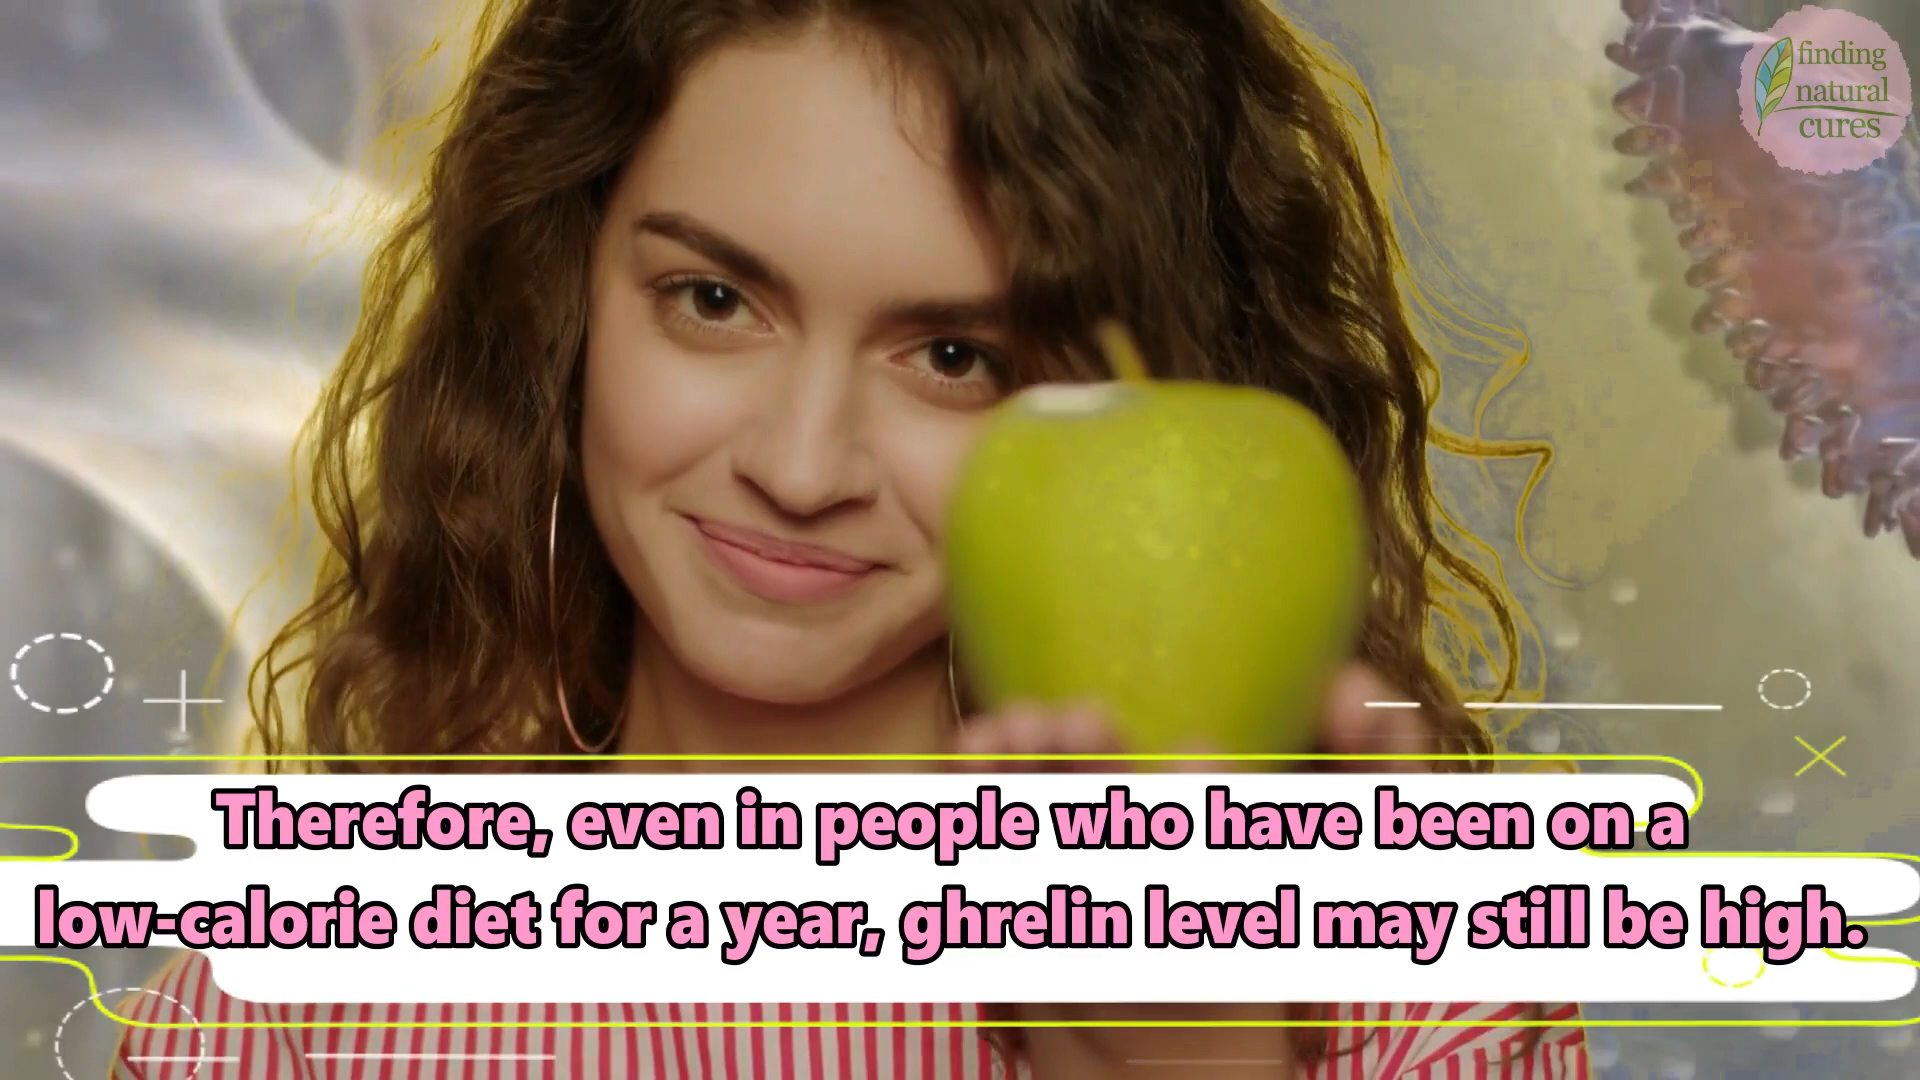 finding
natural
cures
Therefore, even in people who have been on a
low-calorie diet for a year, ghrelin level may still be high.